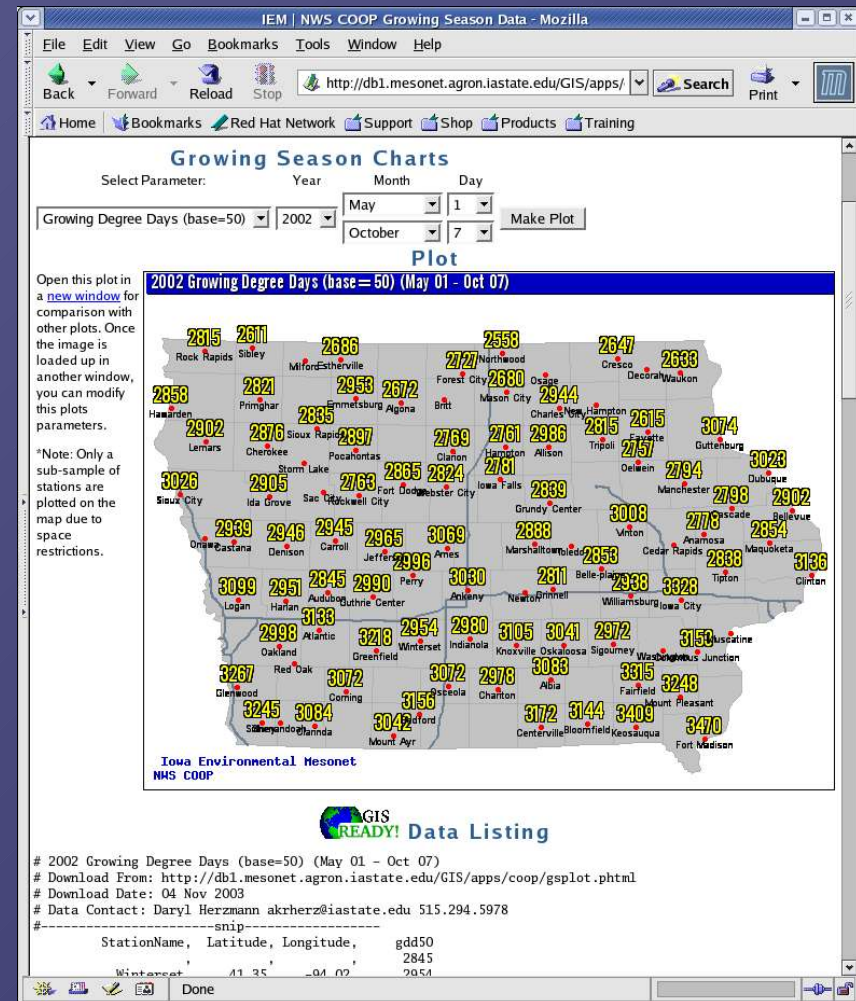 IEM | NWS COOP Growing Season Data - Mozilla
File Edit View Go Bookmarks Tools Window Help
Back Forward Reload Stop http://db1.mesonet.agron.iastate.edu/GIS/apps/ Search Print
Home Bookmarks Red Hat Network Support Shop Products Training
Growing Season Charts
Select Parameter: Year Month Day
Growing Degree Days (base=50) 2002 May 1 Make Plot
October 7
Plot
Open this plot in
a new window for
comparison with
other plots. Once
the image is
loaded up in
another window,
you can modify
this plots
parameters.
*Note: Only a
sub-sample of
stations are
plotted on the
map due to
space
restrictions.
2002 Growing Degree Days (base=50) (May 01 - Oct 07)
2815 2611 2686 2558 2647
Rock Rapids Sibley Milford Estherville Northwood Cresco
2727 2633
Forest City Osage Decorah Waukon
2858 2821 2953 2672 2680 2944
Hawarden Primghar Emmetsburg Algona Britt Mason City Charles City New Hampton
2902 2876 2835 2897 2769 2761 2986 2815 2615 3074
Lemars Cherokee Sioux Rapids Pocahontas Clarion Hampton Allison Tripoli Fayette Guttenburg
2757 3023
Storm Lake Oelwein Dubuque
3026 2905 2763 2865 2824 2781 2839 2794 2798 2902
Sioux City Ida Grove Sac City Rockwell City Fort Dodge Webster City Iowa Falls Grundy Center Manchester Cascade Bellevue
2939 2946 2945 2965 3069 2888 3008 2778 2854
Onawa Castana Denison Carroll Jefferson Ames Marshalltown Toledo Vinton Cedar Rapids Anamosa Maquoketa
2996 2853 2838 3136
Perry Belle-plaine Tipton Clinton
3099 2951 2845 2990 3030 2811 2938 3328
Logan Harlan Audubon Guthrie Center Ankeny Newton Grinnell Williamsburg Iowa City
2998 3133 3218 2954 2980 3105 3041 2972 3153
Oakland Atlantic Greenfield Winterset Indianola Knoxville Oskaloosa Sigourney Columbus Junction Muscatine
3267 3072 3072 2978 3083 3315 3248
Glenwood Red Oak Corning Osceola Chariton Albia Fairfield Mount Pleasant
3245 3084 3042 3156 3172 3144 3409 3470
Shenandoah Clarinda Mount Ayr Centerville Bloomfield Keosauqua Fort Madison
Iowa Environmental Mesonet
NWS COOP
GIS
READY! Data Listing
# 2002 Growing Degree Days (base=50) (May 01 - Oct 07)
# Download From: http://db1.mesonet.agron.iastate.edu/GIS/apps/coop/gsplot.phtml
# Download Date: 04 Nov 2003
# Data Contact: Daryl Herzmann akrherz@iastate.edu 515.294.5978
#-----------------------snip------------------
StationName, Latitude, Longitude, gdd50
, , , 2845
Winterset 41.35 -94.02 2954
Done